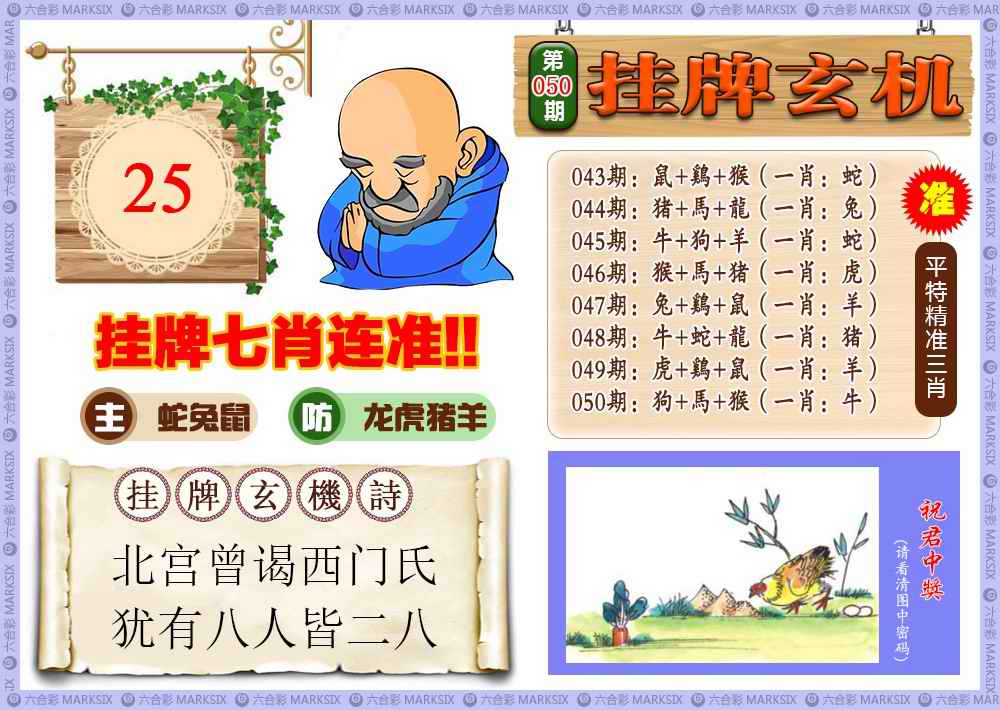 六合彩 MARKSIX
25
挂牌七肖连准!!
主 蛇兔鼠 防 龙虎猪羊
挂牌玄機詩
北宫曾谒西门氏
犹有八人皆二八
第050期
挂牌玄机
043期：鼠+鷄+猴（一肖：蛇）
044期：猪+馬+龍（一肖：兔）
045期：牛+狗+羊（一肖：蛇）
046期：猴+馬+猪（一肖：虎）
047期：兔+鷄+鼠（一肖：羊）
048期：牛+蛇+龍（一肖：猪）
049期：虎+鷄+鼠（一肖：羊）
050期：狗+馬+猴（一肖：牛）
准
平特精准三肖
祝君中獎
(请看清图中密码)